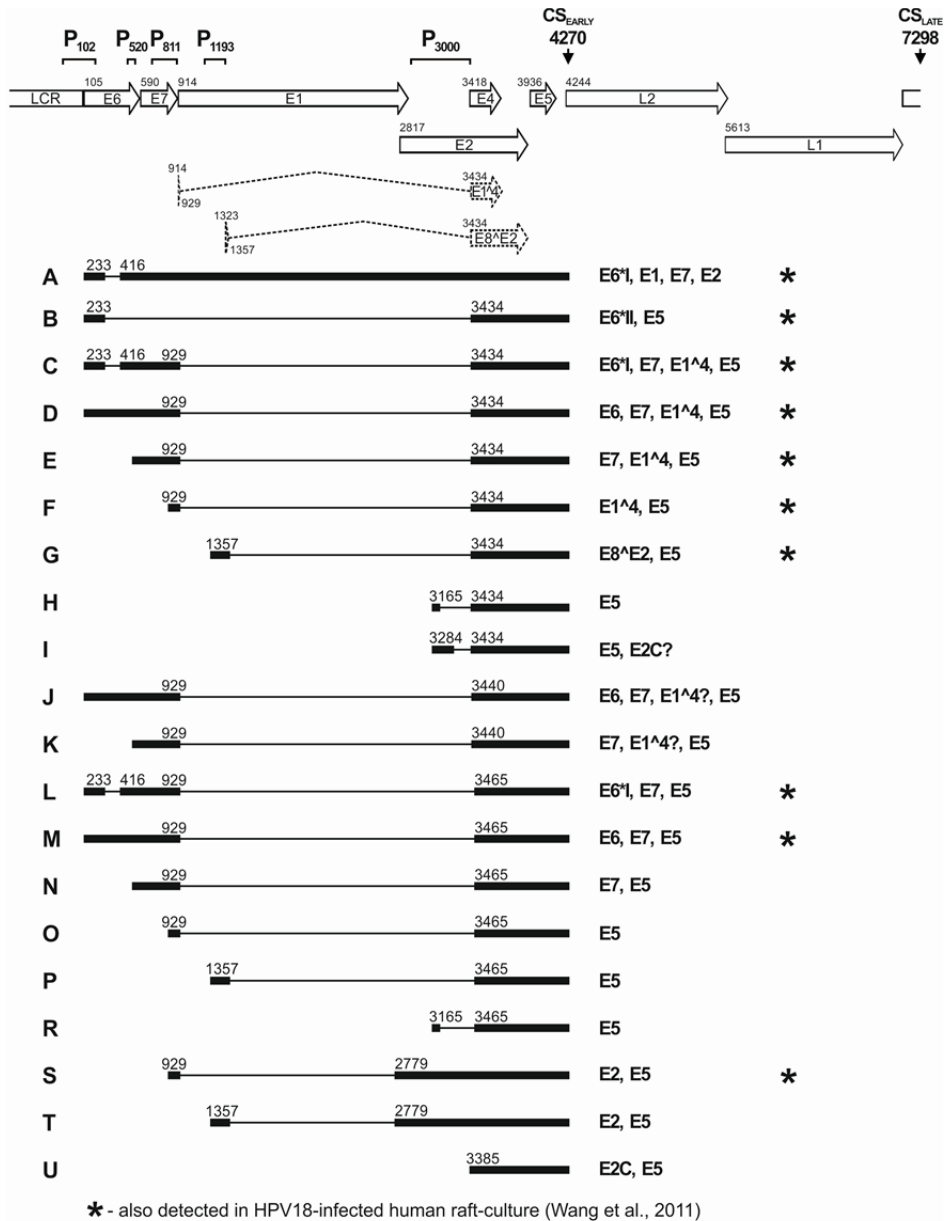 P102 P520 P811 P1193 P3000 CSEARLY 4270 CSLATE 7298
105 590 914 3418 3936 4244
LCR E6 E7 E1 E4 E5 L2
2817 5613
E2 L1
914 3434
929 E1^4
1323 3434
1357 E8^E2
A 233 416 E6*I, E1, E7, E2 *
B 233 3434 E6*II, E5 *
C 233 416 929 3434 E6*I, E7, E1^4, E5 *
D 929 3434 E6, E7, E1^4, E5 *
E 929 3434 E7, E1^4, E5 *
F 929 3434 E1^4, E5 *
G 1357 3434 E8^E2, E5 *
H 3165 3434 E5
I 3284 3434 E5, E2C?
J 929 3440 E6, E7, E1^4?, E5
K 929 3440 E7, E1^4?, E5
L 233 416 929 3465 E6*I, E7, E5 *
M 929 3465 E6, E7, E5 *
N 929 3465 E7, E5
O 929 3465 E5
P 1357 3465 E5
R 3165 3465 E5
S 929 2779 E2, E5 *
T 1357 2779 E2, E5
U 3385 E2C, E5
* - also detected in HPV18-infected human raft-culture (Wang et al., 2011)